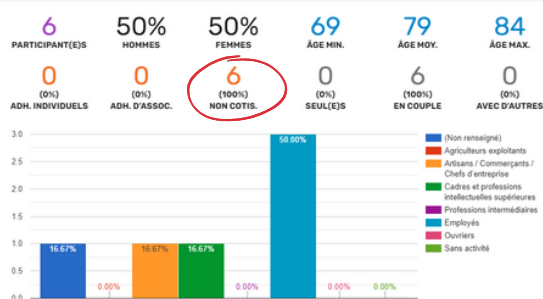 6 50% 50% 69 79 84
PARTICIPANT(E)S HOMMES FEMMES ÂGE MIN. ÂGE MOY. ÂGE MAX.
0 0 6 0 6 0
(0%) (0%) (100%) (0%) (100%) (0%)
ADH. INDIVIDUELS ADH. D'ASSOC. NON COTIS. SEUL(E)S EN COUPLE AVEC D'AUTRES
3.0
2.5
2.0
1.5
1.0
0.5
0.0
16.67%
0.00%
16.67%
16.67%
0.00%
50.00%
0.00%
0.00%
(Non renseigné)
Agriculteurs exploitants
Artisans / Commerçants /
Chefs d'entreprise
Cadres et professions
intellectuelles supérieures
Professions intermédiaires
Employés
Ouvriers
Sans activité